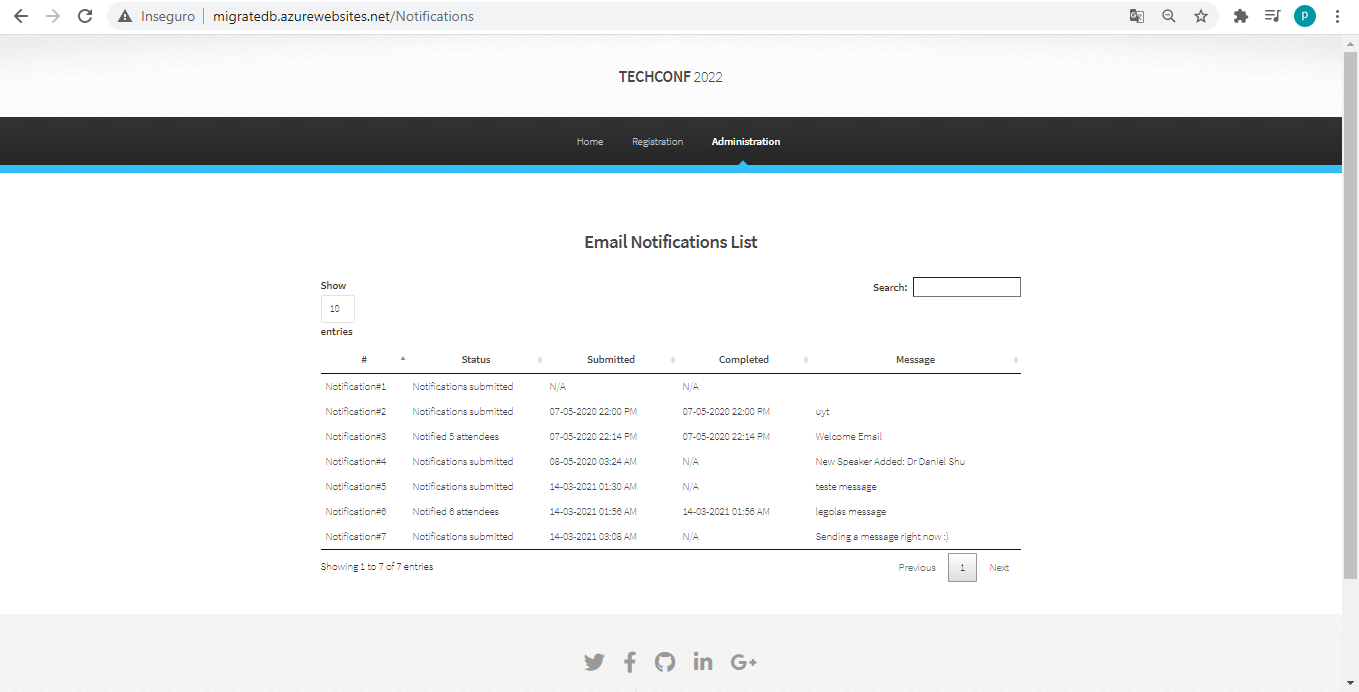 Inseguro | migratedb.azurewebsites.net/Notifications
P
TECHCONF 2022
Home Registration Administration
Email Notifications List
Show
10
entries
Search:
# Status Submitted Completed Message
Notification#1 Notifications submitted N/A N/A
Notification#2 Notifications submitted 07-05-2020 22:00 PM 07-05-2020 22:00 PM uyt
Notification#3 Notified 5 attendees 07-05-2020 22:14 PM 07-05-2020 22:14 PM Welcome Email
Notification#4 Notifications submitted 08-05-2020 03:24 AM N/A New Speaker Added: Dr Daniel Shu
Notification#5 Notifications submitted 14-03-2021 01:30 AM N/A teste message
Notification#6 Notified 6 attendees 14-03-2021 01:56 AM 14-03-2021 01:56 AM legolas message
Notification#7 Notifications submitted 14-03-2021 03:08 AM N/A Sending a message right now :)
Showing 1 to 7 of 7 entries
Previous 1 Next